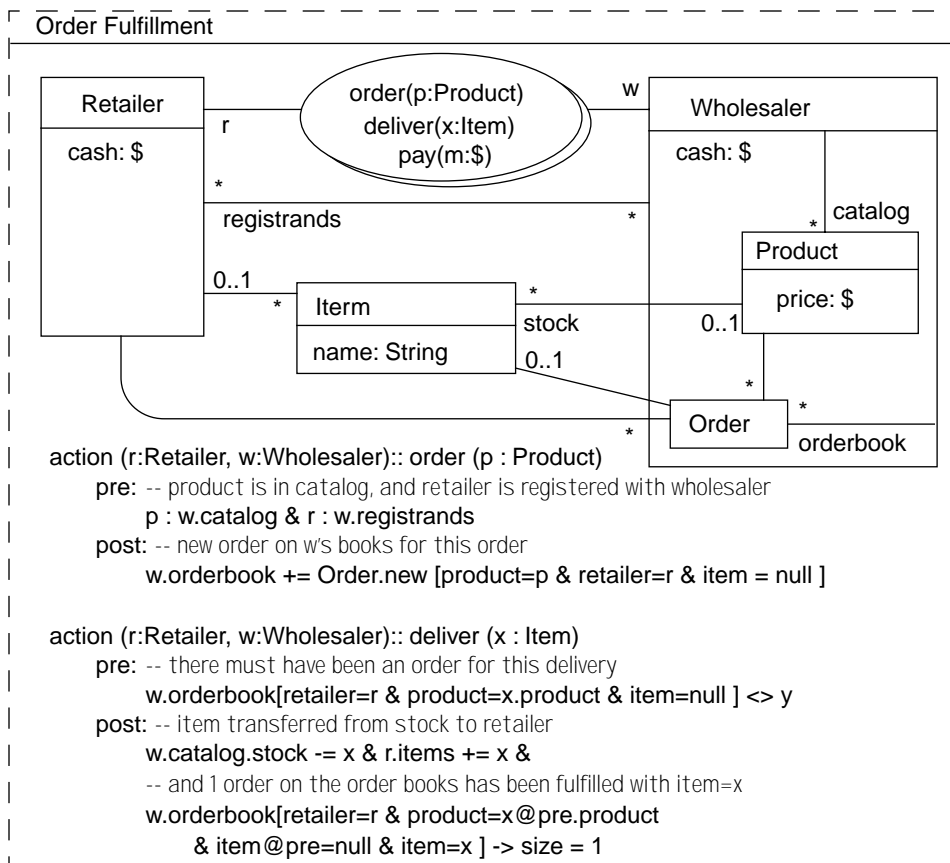 Order Fulfillment
Retailer
cash: $
r
order(p:Product)
deliver(x:Item)
pay(m:$)
w
Wholesaler
cash: $
*
registrands
*
catalog
*
Product
price: $
0..1
*
Iterm
name: String
*
stock
0..1
0..1
*
*
Order
orderbook
*
action (r:Retailer, w:Wholesaler):: order (p : Product)
pre: -- product is in catalog, and retailer is registered with wholesaler
p : w.catalog & r : w.registrands
post: -- new order on w's books for this order
w.orderbook += Order.new [product=p & retailer=r & item = null ]
action (r:Retailer, w:Wholesaler):: deliver (x : Item)
pre: -- there must have been an order for this delivery
w.orderbook[retailer=r & product=x.product & item=null ] <> y
post: -- item transferred from stock to retailer
w.catalog.stock -= x & r.items += x &
-- and 1 order on the order books has been fulfilled with item=x
w.orderbook[retailer=r & product=x@pre.product
& item@pre=null & item=x ] -> size = 1